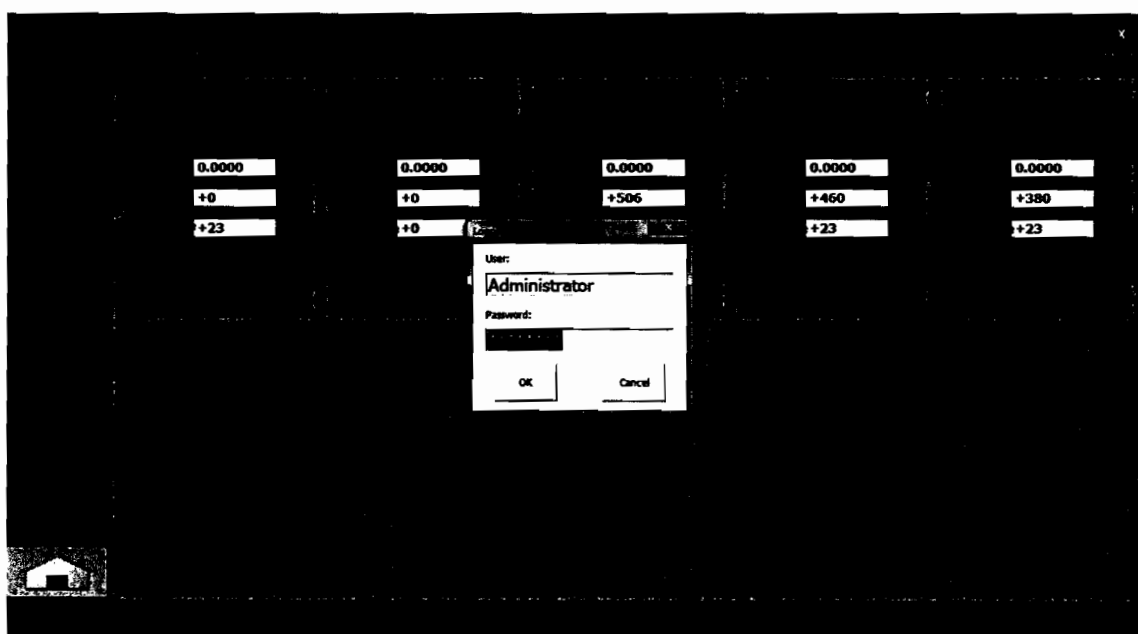 X
0.0000 0.0000 0.0000 0.0000 0.0000
+0 +0 +506 +460 +380
+23 +0 +23 +23
x
User:
Administrator
Password:
OK Cancel